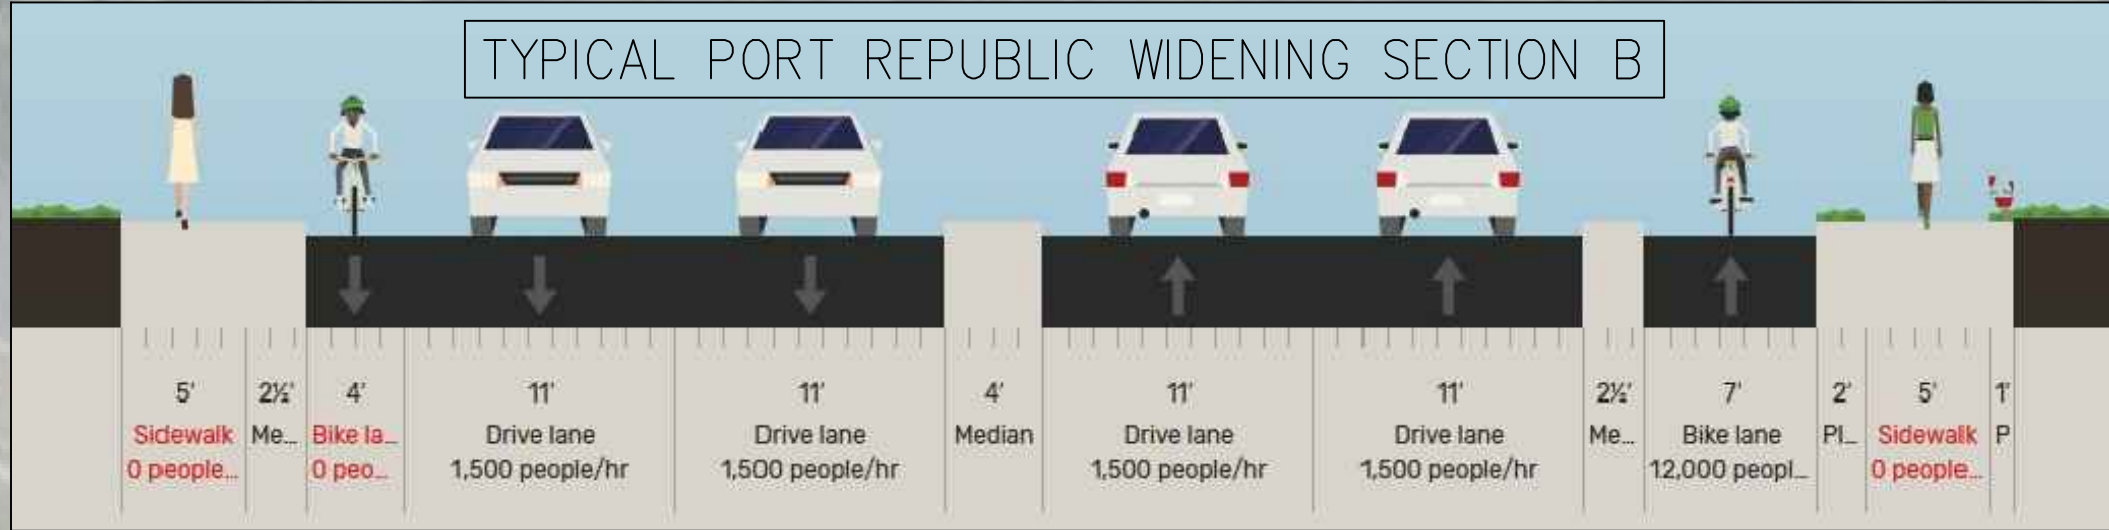 TYPICAL PORT REPUBLIC WIDENING SECTION B
5' 2½' 4' 11' 11' 4' 11' 11' 2½' 7' 2' 5' 1'
Sidewalk Me... Bike la... Drive lane Drive lane Median Drive lane Drive lane Me... Bike lane Pl... Sidewalk P
0 people... 0 peo... 1,500 people/hr 1,500 people/hr 1,500 people/hr 1,500 people/hr 12,000 peopl... 0 people...